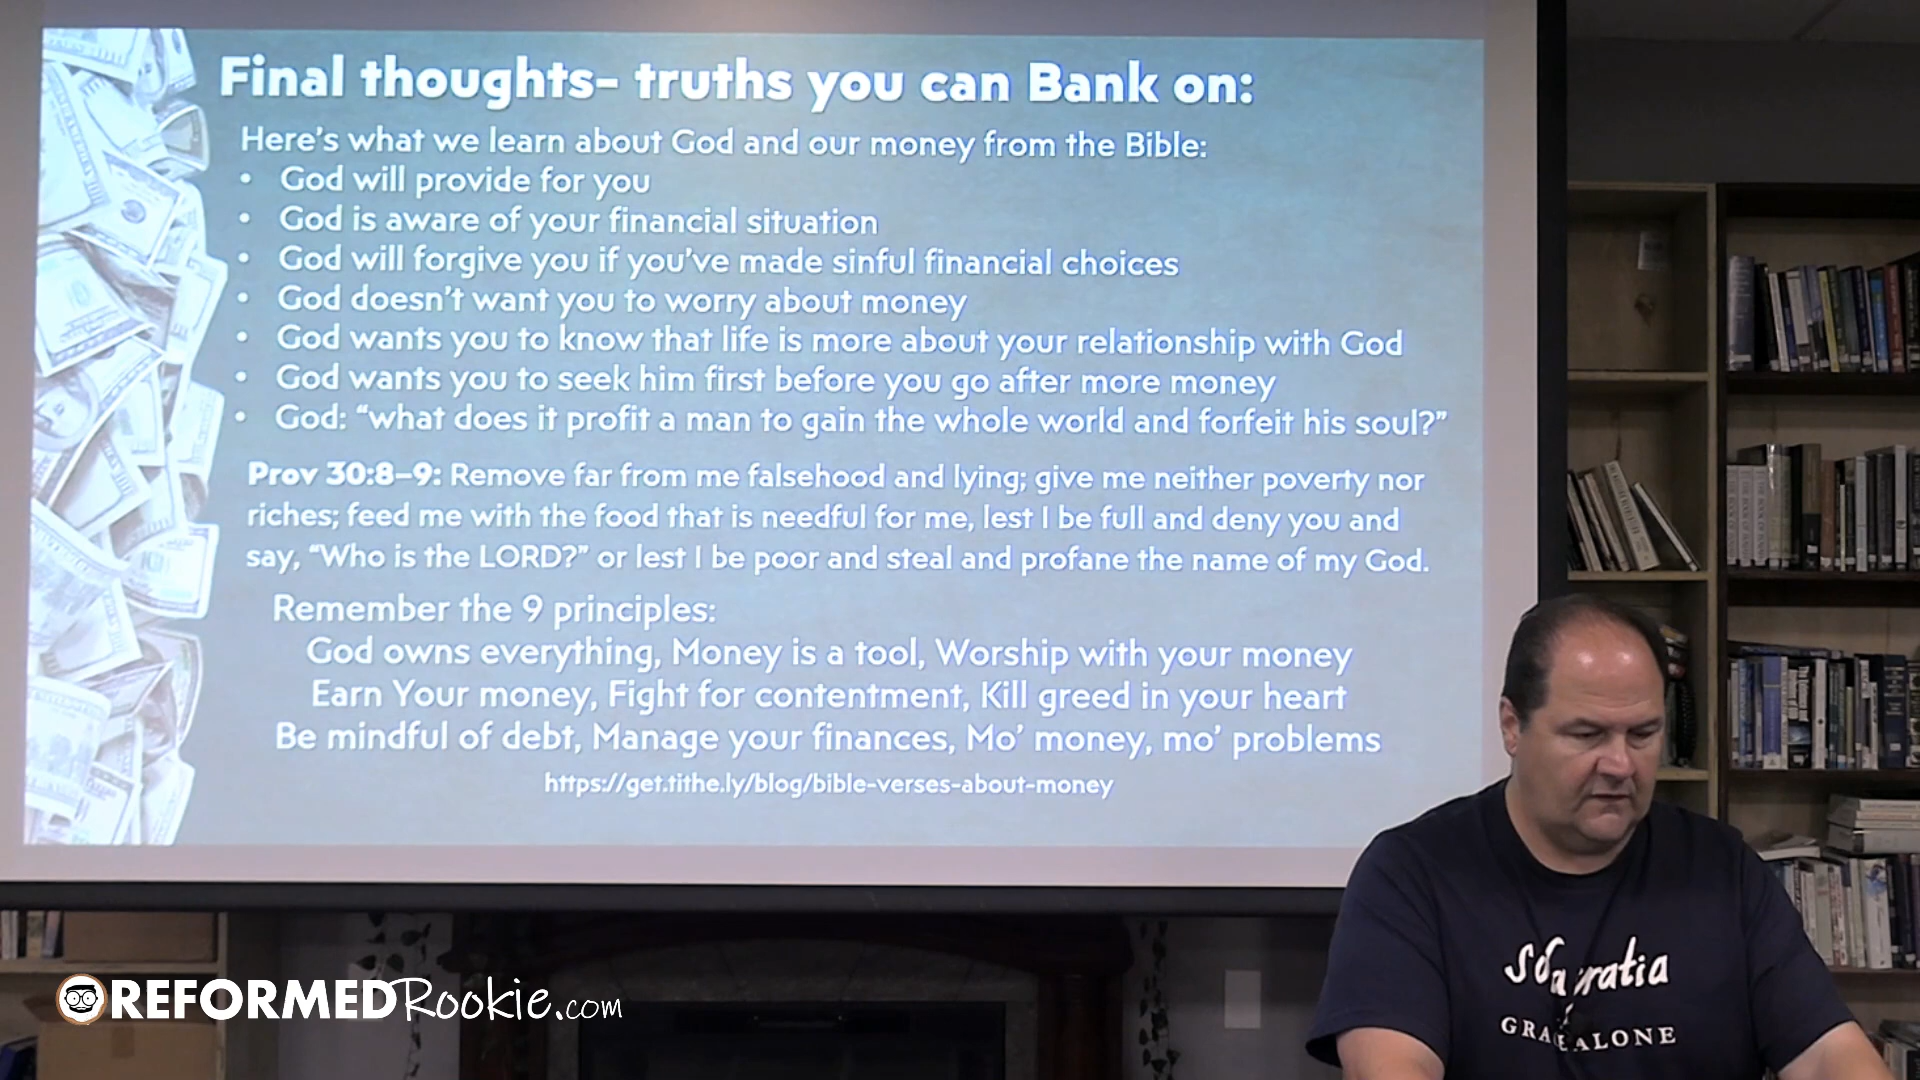 Final thoughts- truths you can Bank on:
Here's what we learn about God and our money from the Bible:
• God will provide for you
• God is aware of your financial situation
• God will forgive you if you've made sinful financial choices
• God doesn't want you to worry about money
• God wants you to know that life is more about your relationship with God
• God wants you to seek him first before you go after more money
• God: “what does it profit a man to gain the whole world and forfeit his soul?”
Prov 30:8–9: Remove far from me falsehood and lying; give me neither poverty nor
riches; feed me with the food that is needful for me, lest I be full and deny you and
say, “Who is the LORD?” or lest I be poor and steal and profane the name of my God.
Remember the 9 principles:
God owns everything, Money is a tool, Worship with your money
Earn Your money, Fight for contentment, Kill greed in your heart
Be mindful of debt, Manage your finances, Mo' money, mo' problems
https://get.tithe.ly/blog/bible-verses-about-money
REFORMEDRookie.com
ALONE